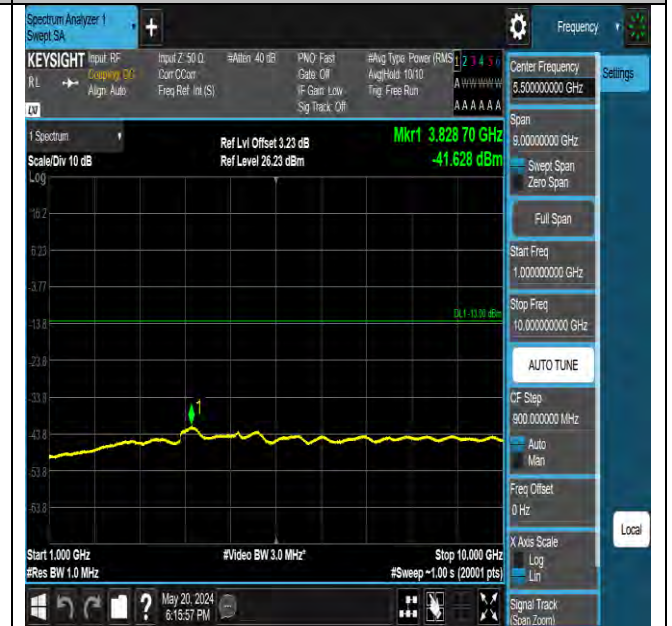 Spectrum Analyzer 1
Swept SA
+
Frequency
KEYSIGHT
RL
Input: RF
Coupling: DC
Align: Auto
Input Z: 50 Ω
Corr CCorr
Freq Ref: Int (S)
#Atten: 40 dB
PNO: Fast
Gate: Off
IF Gain: Low
Sig Track: Off
#Avg Type: Power (RMS
Avg|Hold: 10/10
Trig: Free Run
1 2 3 4 5 6
A W W W W W
A A A A A A
LXI
1 Spectrum
Scale/Div 10 dB
Log
Ref Lvl Offset 3.23 dB
Ref Level 26.23 dBm
Mkr1 3.828 70 GHz
-41.628 dBm
16.2
6.23
-3.77
-13.8
-23.8
-33.8
-43.8
-53.8
-63.8
DL1 -13.00 dBm
1
Start 1.000 GHz
#Res BW 1.0 MHz
#Video BW 3.0 MHz*
Stop 10.000 GHz
#Sweep ~1.00 s (20001 pts)
Center Frequency
5.500000000 GHz
Settings
Span
9.00000000 GHz
Swept Span
Zero Span
Full Span
Start Freq
1.000000000 GHz
Stop Freq
10.000000000 GHz
AUTO TUNE
CF Step
900.000000 MHz
Auto
Man
Freq Offset
0 Hz
X Axis Scale
Log
Lin
Local
Signal Track
(Span Zoom)
?
May 20, 2024
6:15:57 PM